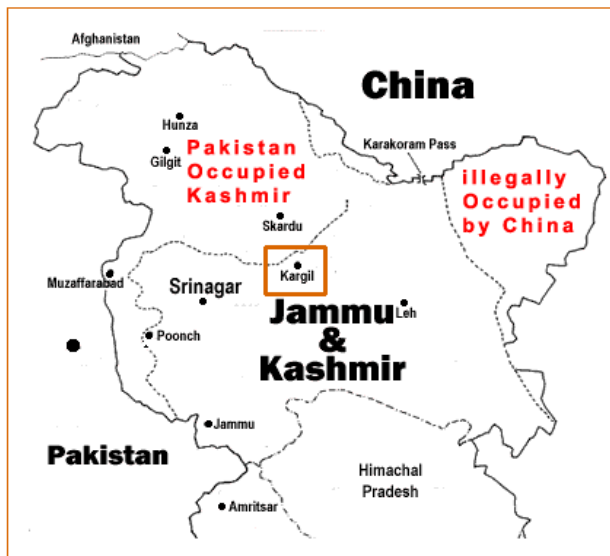 Afghanistan
China
Hunza
Gilgit
Pakistan
Occupied
Kashmir
Karakoram Pass
illegally
Occupied
by China
Skardu
Kargil
Muzaffarabad
Srinagar
Leh
Jammu
&
Kashmir
Poonch
Jammu
Pakistan
Himachal
Pradesh
Amritsar